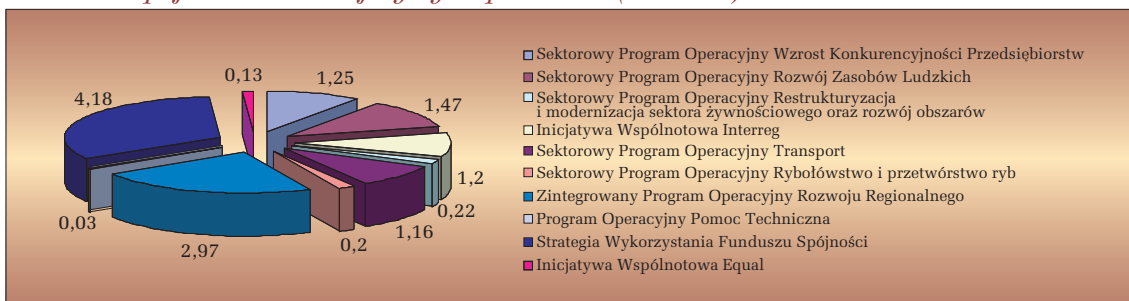 0,13
1,25
4,18
1,47
1,2
0,22
0,03
1,16
0,2
2,97
Sektorowy Program Operacyjny Wzrost Konkurencyjności Przedsiębiorstw
Sektorowy Program Operacyjny Rozwój Zasobów Ludzkich
Sektorowy Program Operacyjny Restrukturyzacja
i modernizacja sektora żywnościowego oraz rozwój obszarów
Inicjatywa Wspólnotowa Interreg
Sektorowy Program Operacyjny Transport
Sektorowy Program Operacyjny Rybołówstwo i przetwórstwo ryb
Zintegrowany Program Operacyjny Rozwoju Regionalnego
Program Operacyjny Pomoc Techniczna
Strategia Wykorzystania Funduszu Spójności
Inicjatywa Wspólnotowa Equal